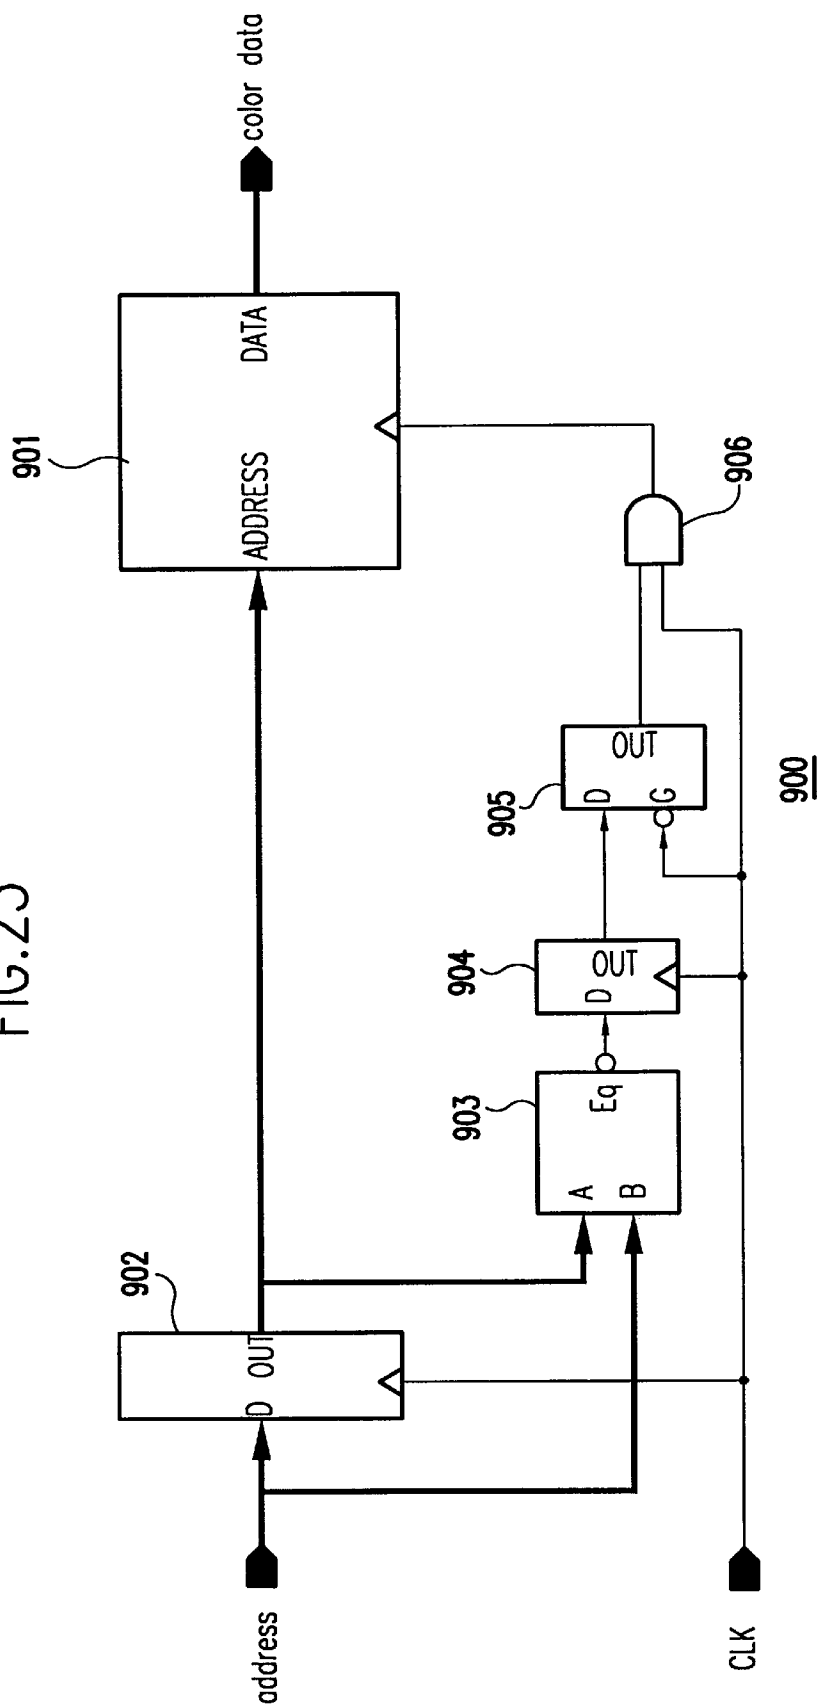 FIG.23
901
ADDRESS
DATA
color data
902
D
OUT
address
903
A
B
Eq
904
D
OUT
905
D
G
OUT
906
CLK
900